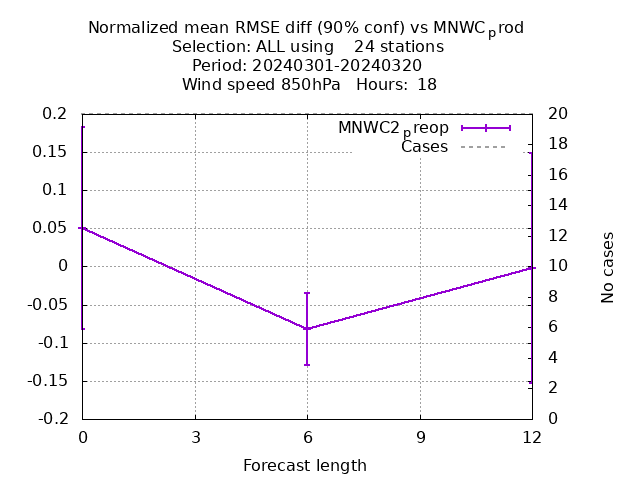 Normalized mean RMSE diff (90% conf) vs MNWCprod
Selection: ALL using    24 stations
Period: 20240301-20240320
Wind speed 850hPa   Hours:  18
MNWC2preop
Cases
0.2
0.15
0.1
0.05
0
-0.05
-0.1
-0.15
-0.2
20
18
16
14
12
10
8
6
4
2
0
No cases
0 3 6 9 12
Forecast length